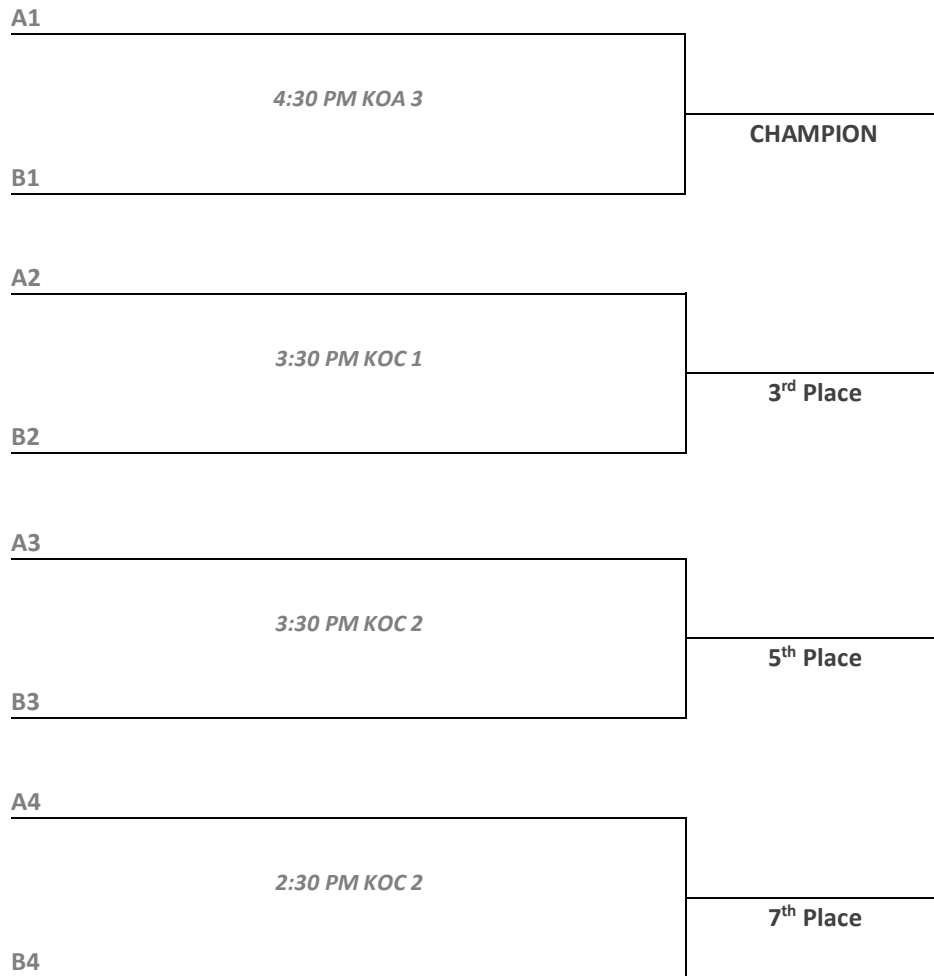 A1
4:30 PM KOA 3
CHAMPION
B1
A2
3:30 PM KOC 1
3rd Place
B2
A3
3:30 PM KOC 2
5th Place
B3
A4
2:30 PM KOC 2
7th Place
B4